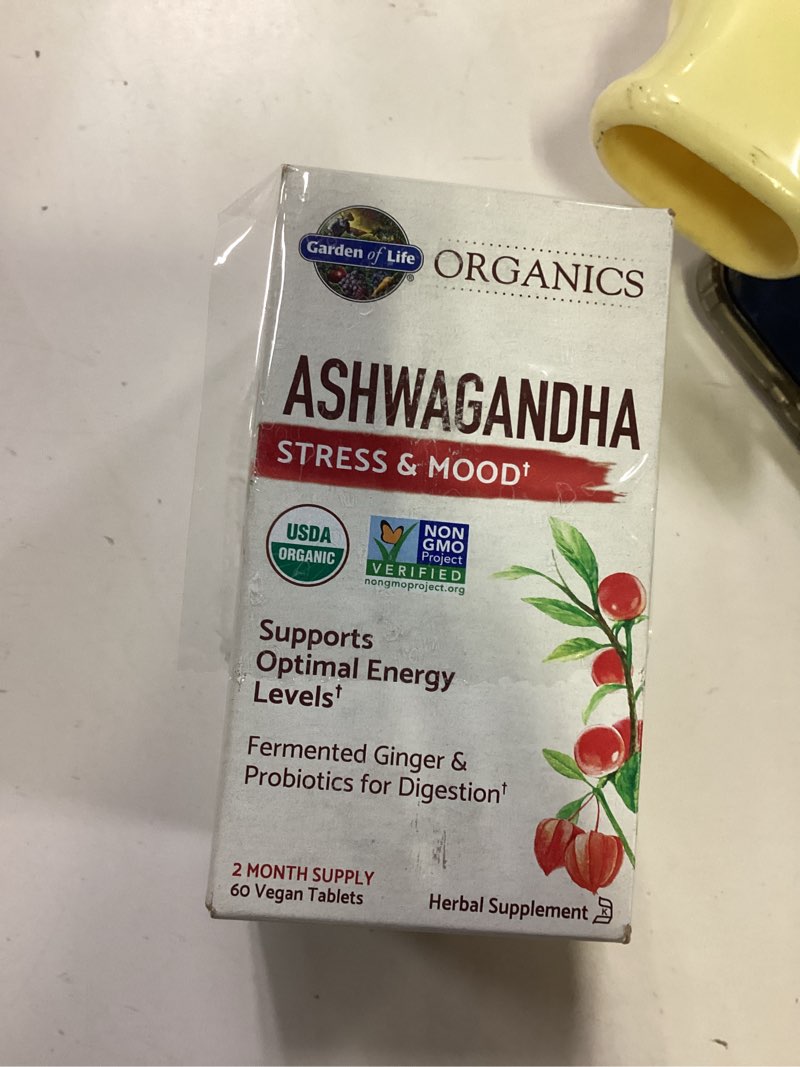 Garden of Life®
ORGANICS
ASHWAGANDHA
STRESS & MOOD†
USDA
ORGANIC
NON
GMO
Project
VERIFIED
nongmoproject.org
Supports
Optimal Energy
Levels†
Fermented Ginger &
Probiotics for Digestion†
2 MONTH SUPPLY
60 Vegan Tablets
Herbal Supplement K